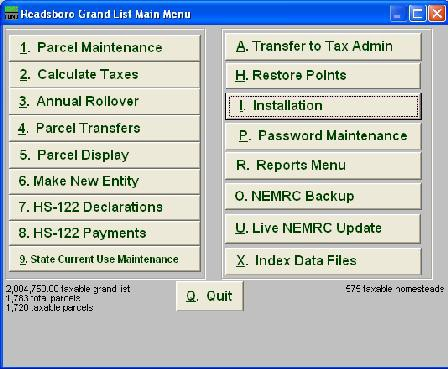 Readsboro Grand List Main Menu
1. Parcel Maintenance
2. Calculate Taxes
3. Annual Rollover
4. Parcel Transfers
5. Parcel Display
6. Make New Entity
7. HS-122 Declarations
8. HS-122 Payments
9. State Current Use Maintenance
A. Transfer to Tax Admin
H. Restore Points
I. Installation
P. Password Maintenance
R. Reports Menu
O. NEMRC Backup
U. Live NEMRC Update
X. Index Data Files
2,004,750.00 taxable grand list
1,783 total parcels
1,720 taxable parcels
Q. Quit
575 taxable homesteads